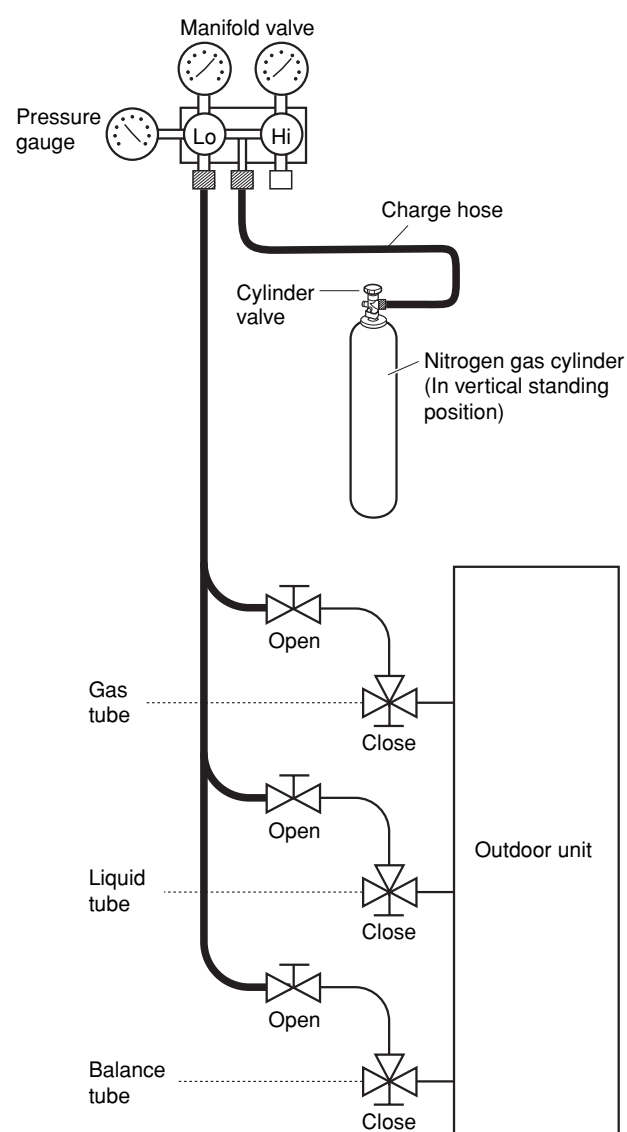 Manifold valve
Pressure
gauge
Lo
Hi
Charge hose
Cylinder
valve
Nitrogen gas cylinder
(In vertical standing
position)
Open
Gas
tube
Close
Open
Outdoor unit
Liquid
tube
Close
Open
Balance
tube
Close